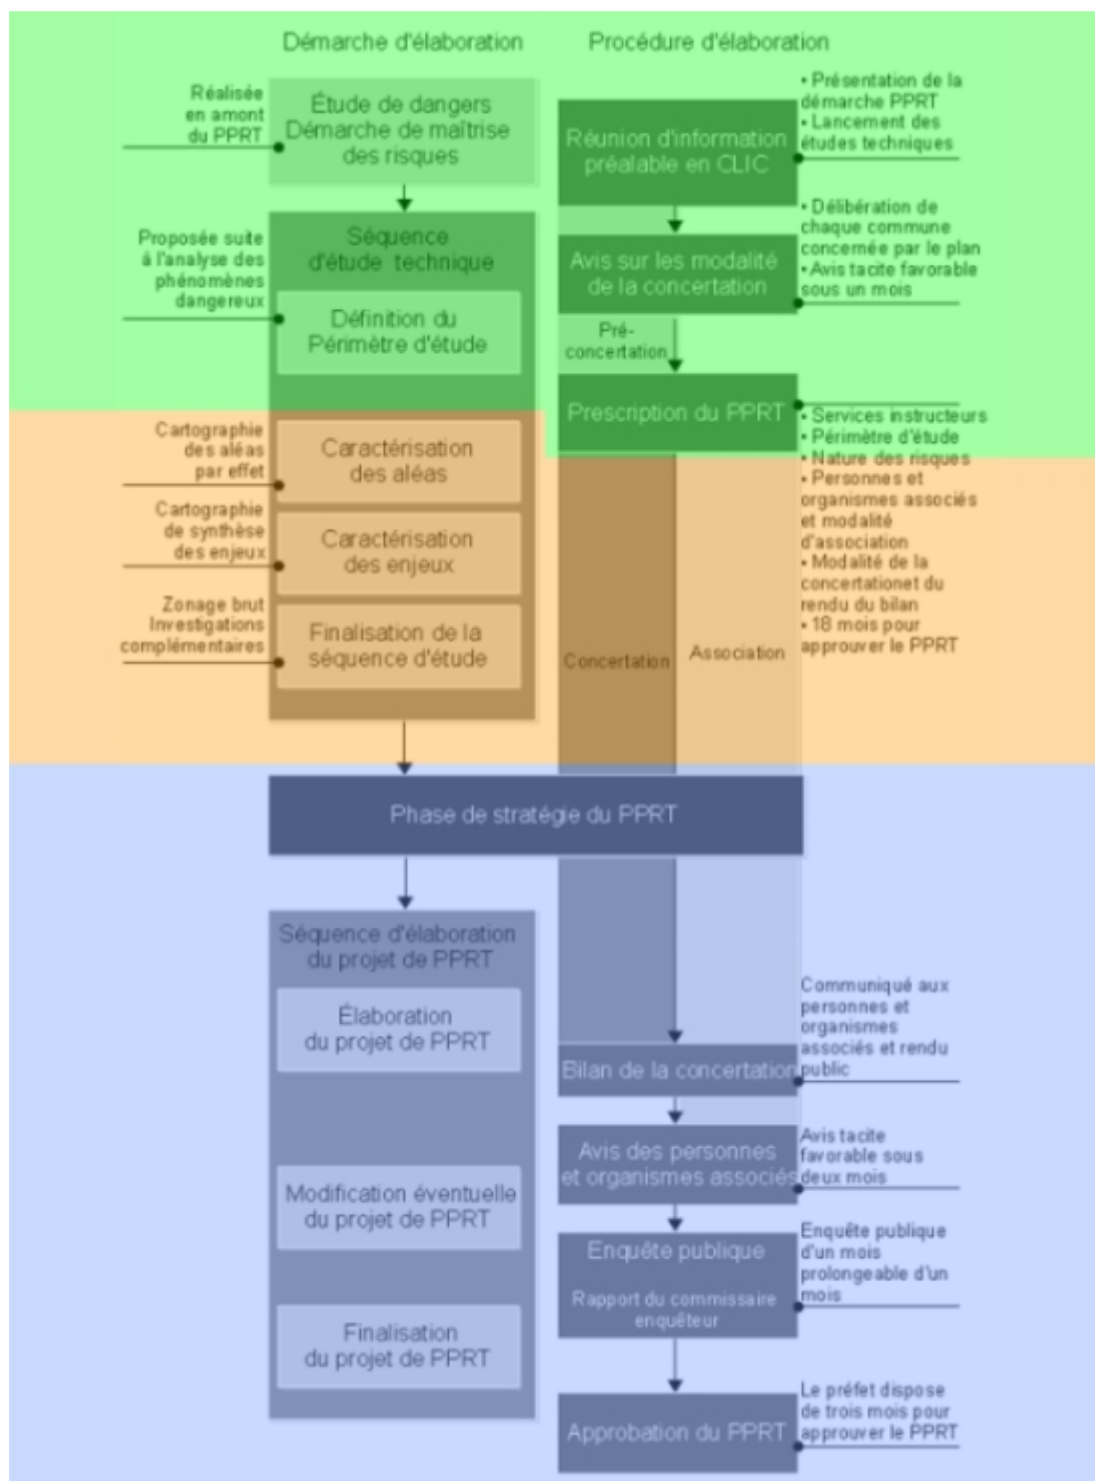 Démarche d'élaboration
Procédure d'élaboration
Réalisée
en amont
du PPRT
Étude de dangers
Démarche de maîtrise
des risques
Proposée suite
à l'analyse des
phénomènes
dangereux
Séquence
d'étude technique
Définition du
Périmètre d'étude
Cartographie
des aléas
par effet
Caractérisation
des aléas
Cartographie
de synthèse
des enjeux
Caractérisation
des enjeux
Zonage brut
Investigations
complémentaires
Finalisation de la
séquence d'étude
Réunion d'information
préalable en CLIC
• Présentation de la
démarche PPRT
• Lancement des
études techniques
Avis sur les modalité
de la concertation
• Délibération de
chaque commune
concernée par le plan
• Avis tacite favorable
sous un mois
Pré-
concertation
Prescription du PPRT
• Services instructeurs
• Périmètre d'étude
• Nature des risques
• Personnes et
organismes associés
et modalité
d'association
• Modalité de la
concertationet du
rendu du bilan
• 18 mois pour
approuver le PPRT
Concertation
Association
Phase de stratégie du PPRT
Séquence d'élaboration
du projet de PPRT
Élaboration
du projet de PPRT
Modification éventuelle
du projet de PPRT
Finalisation
du projet de PPRT
Bilan de la concertation
Communiqué aux
personnes et
organismes
associés et rendu
public
Avis des personnes
et organismes associés
Avis tacite
favorable sous
deux mois
Enquête publique
Rapport du commissaire
enquêteur
Enquête publique
d'un mois
prolongeable d'un
mois
Approbation du PPRT
Le préfet dispose
de trois mois pour
approuver le PPRT